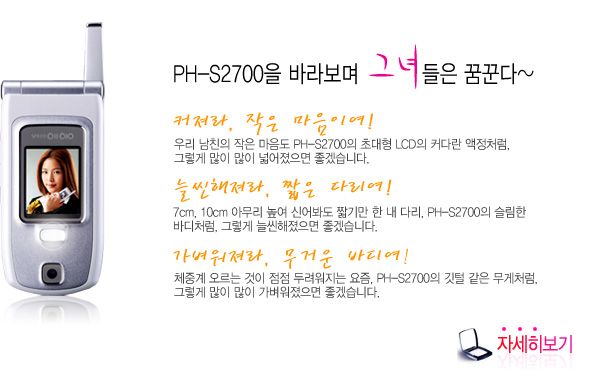 PH-S2700을 바라보며 그녀들은 꿈꾼다~
커져라, 작은 마음이여!
우리 남친의 작은 마음도 PH-S2700의 초대형 LCD의 커다란 액정처럼,
그렇게 많이 많이 넓어졌으면 좋겠습니다.
늘씬해져라, 짧은 다리여!
7cm, 10cm 아무리 높여 신어봐도 짧기만 한 내 다리, PH-S2700의 슬림한
바디처럼, 그렇게 늘씬해졌으면 좋겠습니다.
가벼워져라, 무거운 바디여!
체중계 오르는 것이 점점 두려워지는 요즘, PH-S2700의 깃털 같은 무게처럼,
그렇게 많이 많이 가벼워졌으면 좋겠습니다.
자세히보기